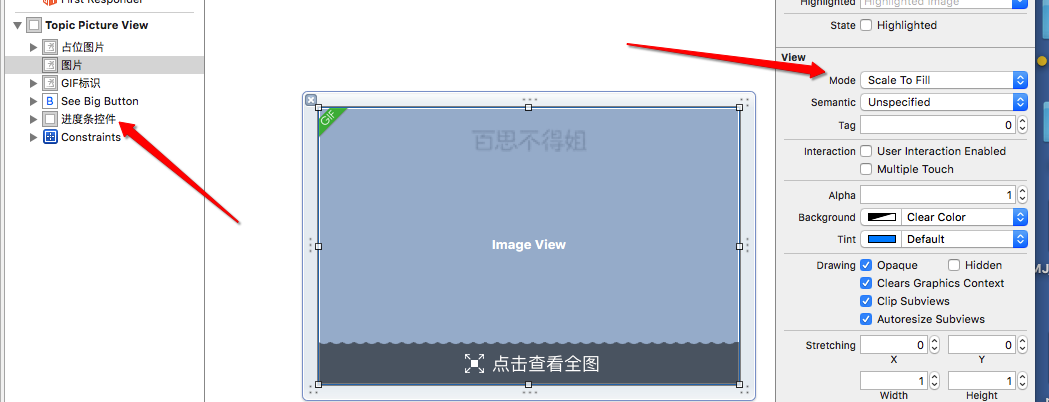 First Responder
Topic Picture View
占位图片
图片
GIF标识
B See Big Button
进度条控件
Constraints
GIF
百思不得姐
Image View
点击查看全图
Highlighted Highlighted Image
State Highlighted
View
Mode Scale To Fill
Semantic Unspecified
Tag 0
Interaction User Interaction Enabled
Multiple Touch
Alpha 1
Background Clear Color
Tint Default
Drawing Opaque Hidden
Clears Graphics Context
Clip Subviews
Autoresize Subviews
Stretching 0 0
X Y
1 1
Width Height
MJ